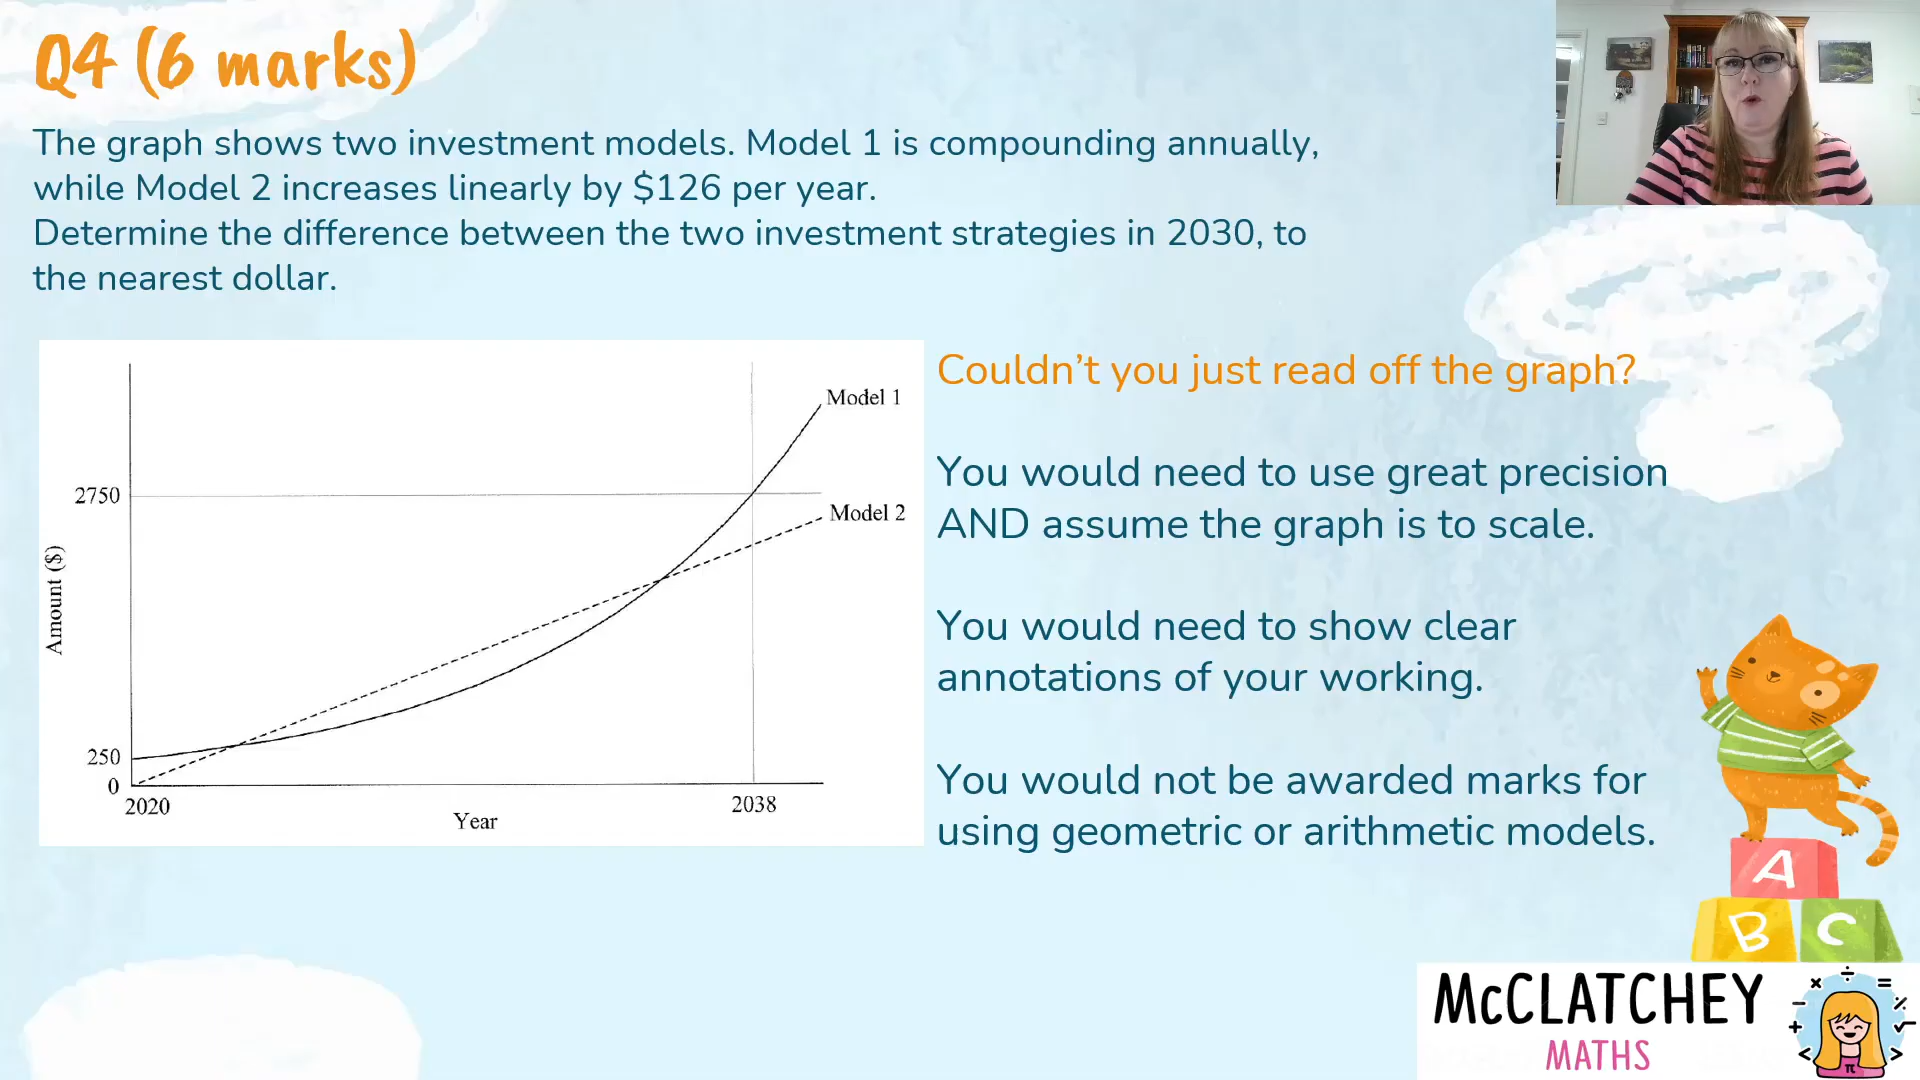 Q4 (6 marks)
The graph shows two investment models. Model 1 is compounding annually,
while Model 2 increases linearly by $126 per year.
Determine the difference between the two investment strategies in 2030, to
the nearest dollar.
Model 1
2750
Model 2
Amount ($)
250
0
2020
2038
Year
Couldn’t you just read off the graph?
You would need to use great precision
AND assume the graph is to scale.
You would need to show clear
annotations of your working.
You would not be awarded marks for
using geometric or arithmetic models.
A
B C
McCLATCHEY
MATHS
π